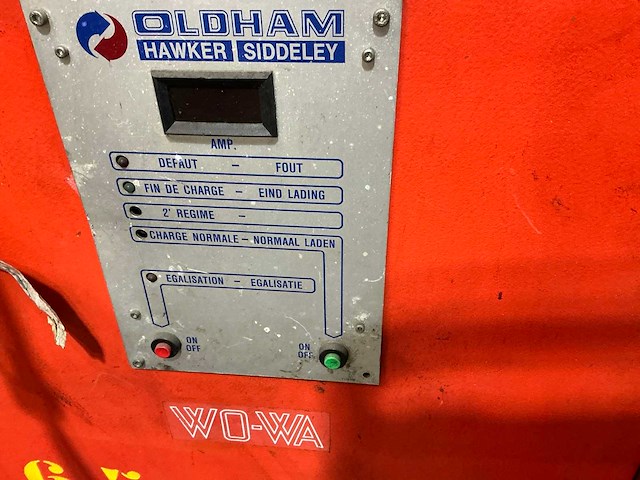 OLDHAM
HAWKER SIDDELEY
AMP.
DEFAUT - FOUT
FIN DE CHARGE - EIND LADING
2' REGIME -
CHARGE NORMALE - NORMAAL LADEN
EGALISATION - EGALISATIE
ON
OFF
ON
OFF
WO-WA